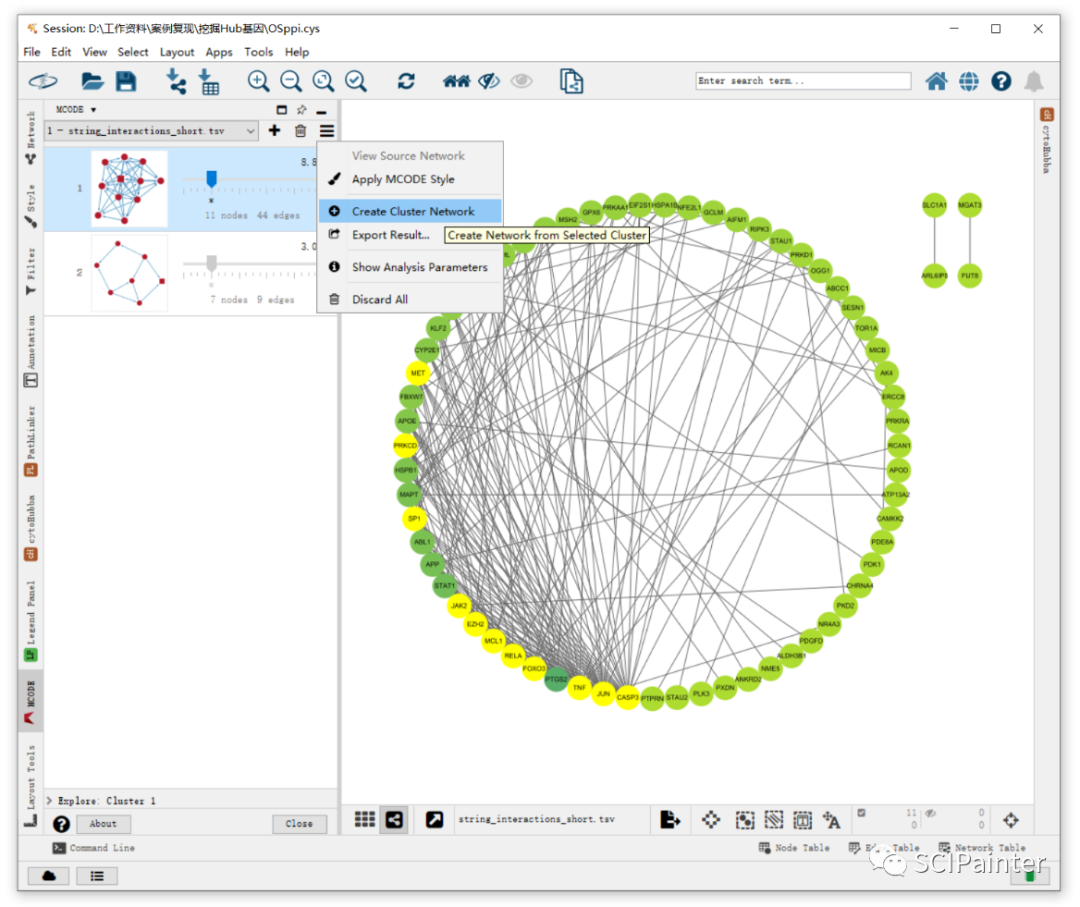 Session: D:\工作资料\案例复现\挖掘Hub基因\OSppi.cys
File Edit View Select Layout Apps Tools Help
Enter search term...
MCODE
1 - string_interactions_short.tsv
1
8.8
11 nodes 44 edges
2
3.0
7 nodes 9 edges
View Source Network
Apply MCODE Style
Create Cluster Network
Export Result...
Show Analysis Parameters
Discard All
Create Network from Selected Cluster
Network
Style
Filter
Annotation
PathLinker
cytoHubba
Legend Panel
MCODE
Layout Tools
cytoHubba
MSH2
GPX6
PRKAA1
EIF2S1
HSPA1B
NFE2L1
GCLM
AIFM1
RIPK3
STAU1
PRKD1
OGG1
ABCC1
SESN1
TOR1A
MICB
AK4
ERCC8
PRKRA
RCAN1
APOD
ATP13A2
CAMKK2
PDE8A
PDK1
CHRNA4
PKD2
NR4A3
PDGFD
ALDH3B1
NME5
ANKRD2
PXDN
PLK3
STAU2
PTPRN
CASP3
JUN
TNF
PTGS2
FOXO3
RELA
MCL1
EZH2
JAK2
STAT1
APP
ABL1
SP1
MAPT
HSPB1
PRKCD
APOE
FBXW7
MET
CYP2E1
KLF2
SLC1A1
MGAT3
ARL6IP5
FUT8
Explore: Cluster 1
About
Close
string_interactions_short.tsv
11
0
0
0
Command Line
Node Table
Edge Table
Network Table
SCIPainter